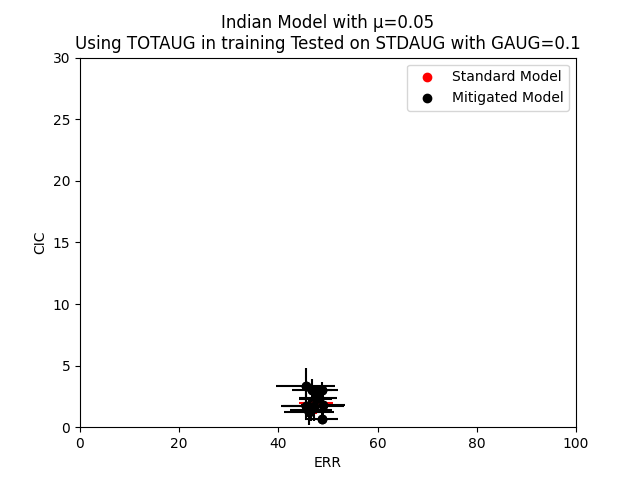 Indian Model with μ=0.05
Using TOTAUG in training Tested on STDAUG with GAUG=0.1
30
Standard Model
Mitigated Model
25
20
15
CIC
10
5
0
0 20 40 60 80 100
ERR